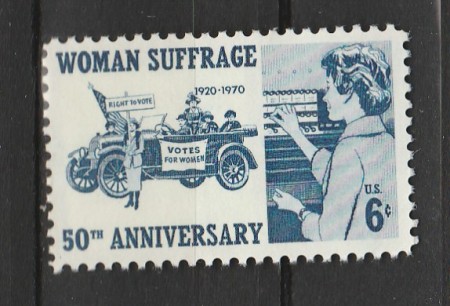 WOMAN SUFFRAGE
1920-1970
RIGHT TO VOTE
VOTES
FOR WOMEN
U.S.
6¢
50TH ANNIVERSARY